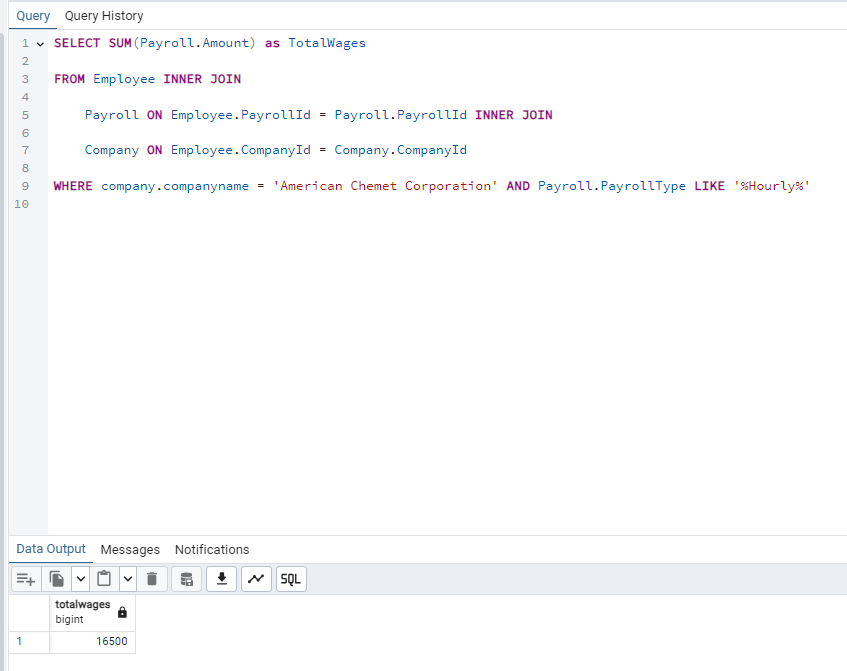 Query Query History
1 SELECT SUM(Payroll.Amount) as TotalWages
2
3 FROM Employee INNER JOIN
4
5 Payroll ON Employee.PayrollId = Payroll.PayrollId INNER JOIN
6
7 Company ON Employee.CompanyId = Company.CompanyId
8
9 WHERE company.companyname = 'American Chemet Corporation' AND Payroll.PayrollType LIKE '%Hourly%'
10
Data Output Messages Notifications
SQL
totalwages
bigint
1 16500